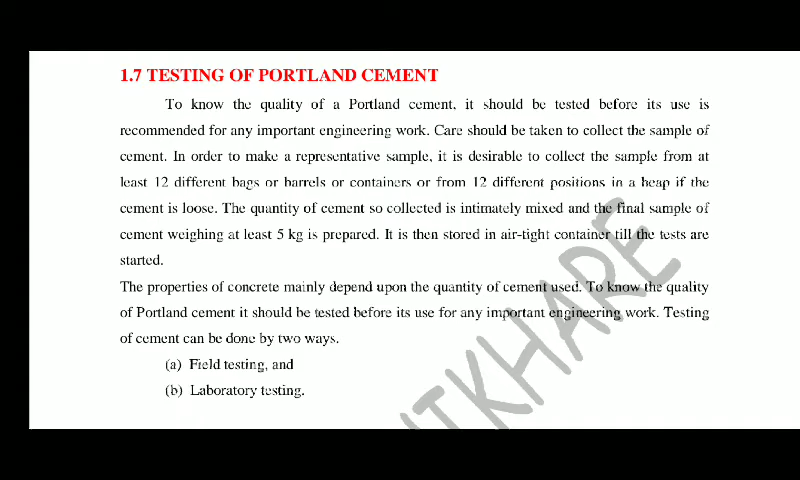 1.7 TESTING OF PORTLAND CEMENT
To know the quality of a Portland cement, it should be tested before its use is
recommended for any important engineering work. Care should be taken to collect the sample of
cement. In order to make a representative sample, it is desirable to collect the sample from at
least 12 different bags or barrels or containers or from 12 different positions in a heap if the
cement is loose. The quantity of cement so collected is intimately mixed and the final sample of
cement weighing at least 5 kg is prepared. It is then stored in air-tight container till the tests are
started.
The properties of concrete mainly depend upon the quantity of cement used. To know the quality
of Portland cement it should be tested before its use for any important engineering work. Testing
of cement can be done by two ways.
(a) Field testing, and
(b) Laboratory testing.